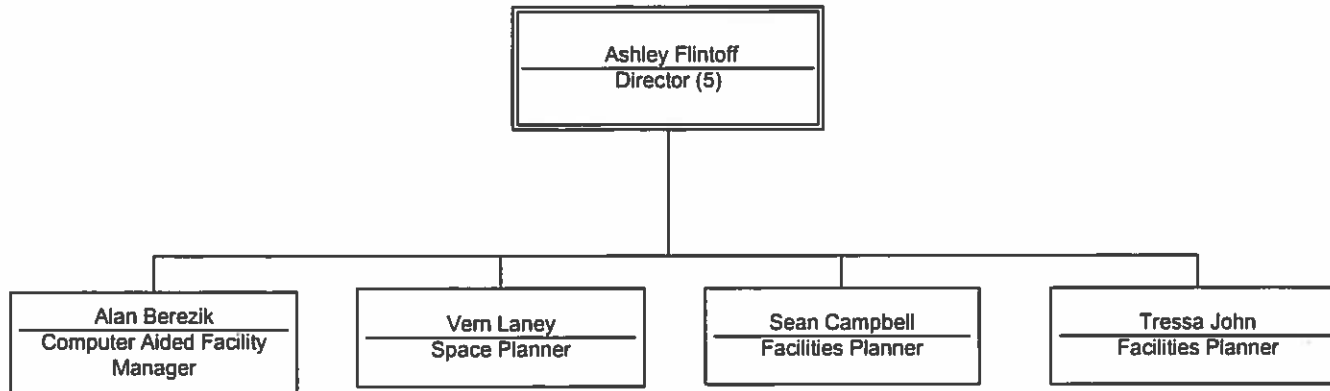 Ashley Flintoff
Director (5)
Alan Berezik
Computer Aided Facility
Manager
Vern Laney
Space Planner
Sean Campbell
Facilities Planner
Tressa John
Facilities Planner